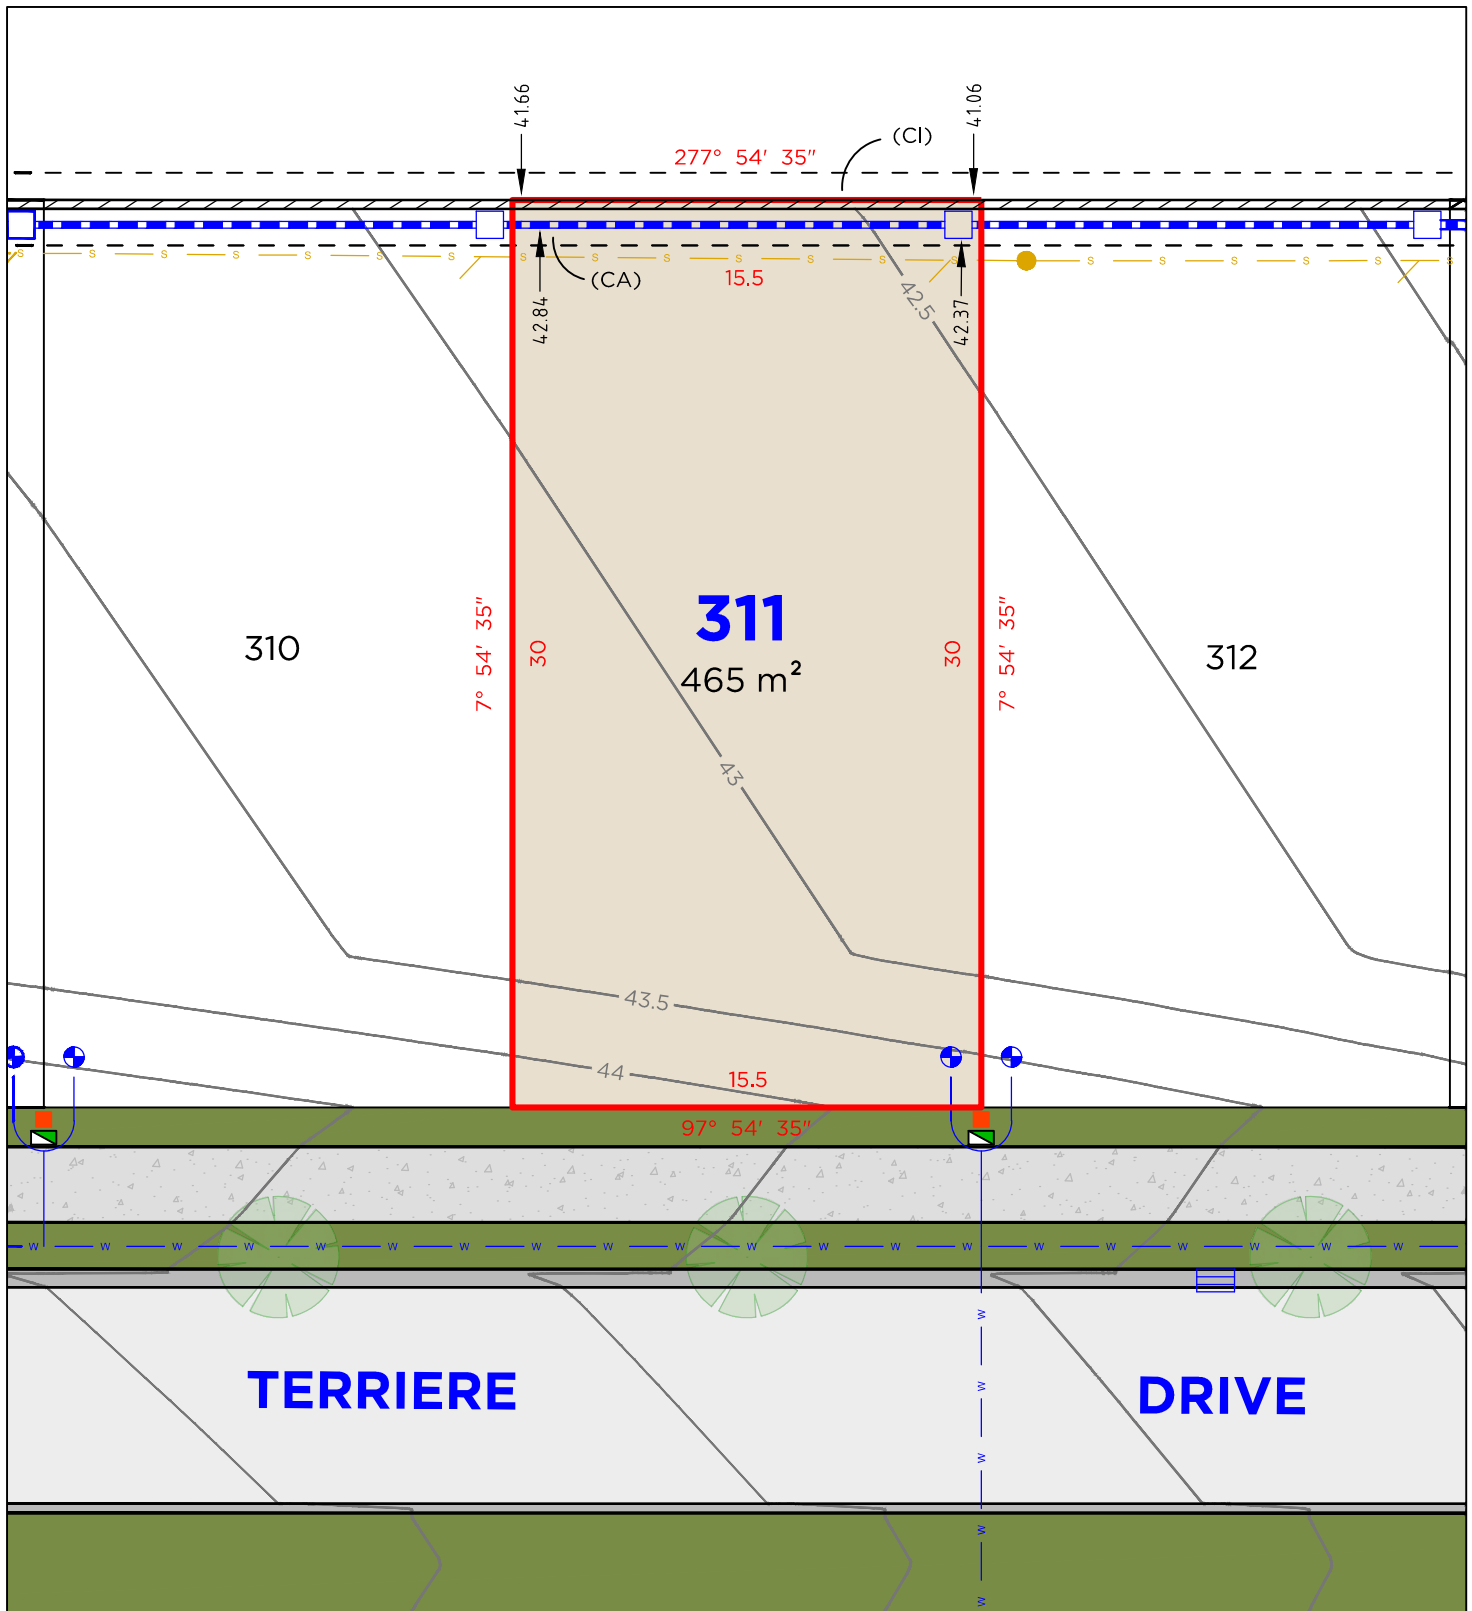 41.66
41.06
(CI)
277° 54' 35"
S S S S S S S S S S S S S S S S S S S S
(CA)
15.5
42.84
42.37
42.5
7° 54' 35"
30
311
465 m²
30
7° 54' 35"
310
312
43
43.5
44
15.5
97° 54' 35"
W W W W W W W W W W W W W W W W W W W W
W
W
W
W
W
TERRIERE DRIVE